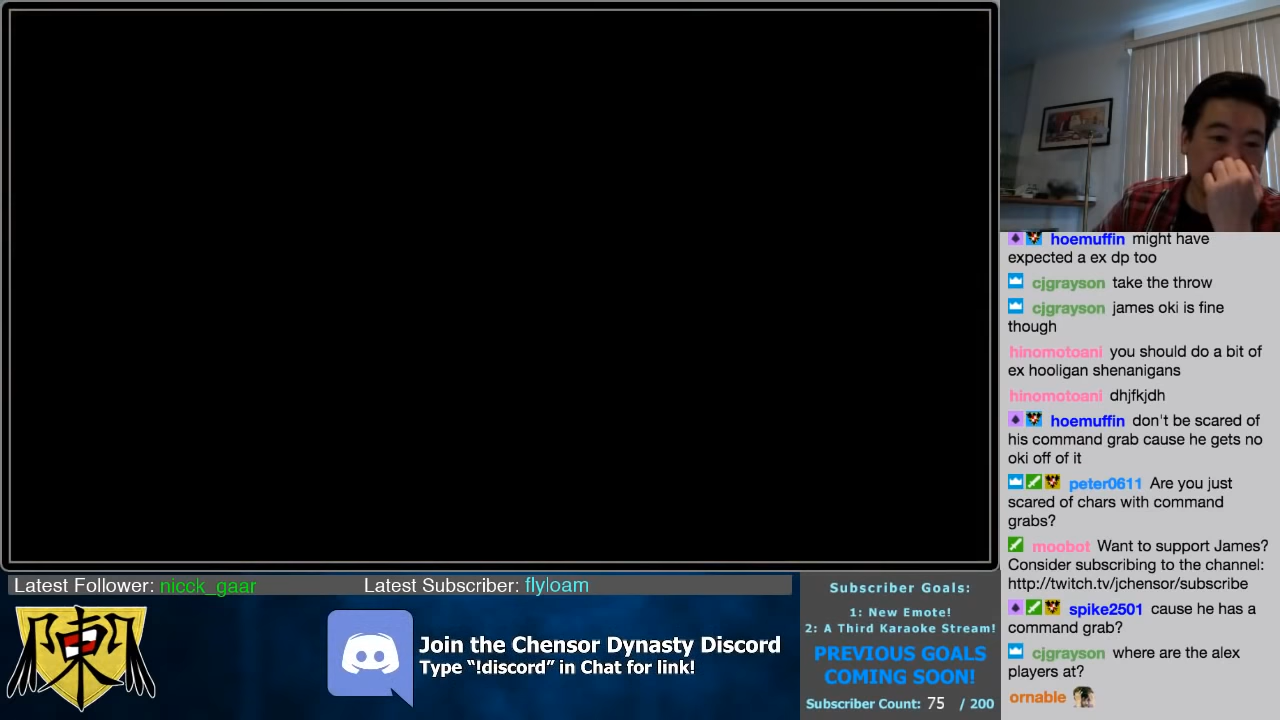 hoemuffin might have
expected a ex dp too
cjgrayson take the throw
cjgrayson james oki is fine
though
hinomotoani you should do a bit of
ex hooligan shenanigans
hinomotoani dhjfkjdh
hoemuffin don't be scared of
his command grab cause he gets no
oki off of it
peter0611 Are you just
scared of chars with command
grabs?
moobot Want to support James?
Consider subscribing to the channel:
http://twitch.tv/jchensor/subscribe
spike2501 cause he has a
command grab?
cjgrayson where are the alex
players at?
ornable
Latest Follower: nicck_gaar
Latest Subscriber: flyloam
Join the Chensor Dynasty Discord
Type “!discord” in Chat for link!
Subscriber Goals:
1: New Emote!
2: A Third Karaoke Stream!
PREVIOUS GOALS
COMING SOON!
Subscriber Count: 75 / 200